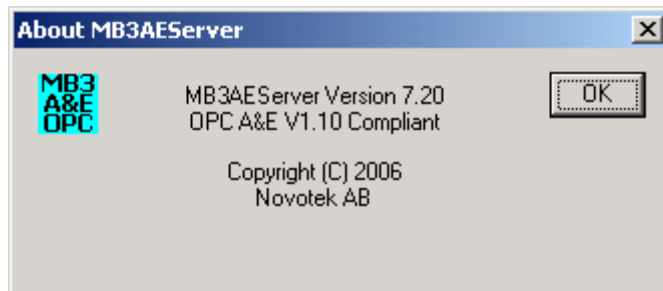 About MB3AEServer
MB3
A&E
OPC
MB3AEServer Version 7.20
OPC A&E V1.10 Compliant
OK
Copyright (C) 2006
Novotek AB